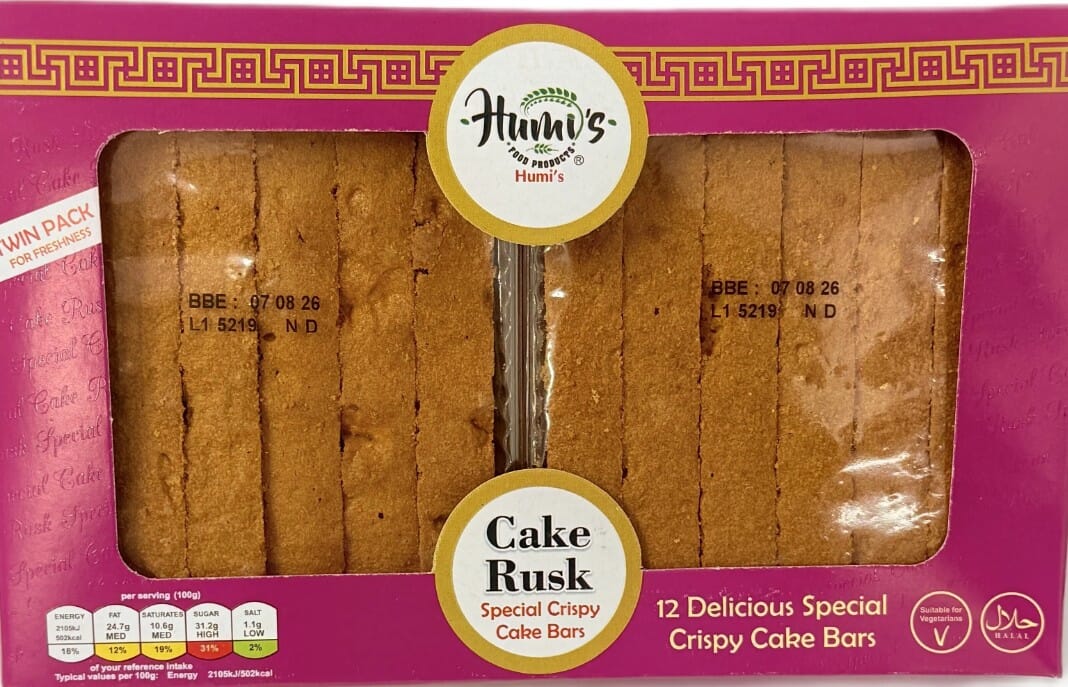 Humi's
FOOD PRODUCTS®
Humi's
TWIN PACK
FOR FRESHNESS
BBE : 07 08 26
L1 5219 N D
BBE : 07 08 26
L1 5219 N D
Cake
Rusk
Special Crispy
Cake Bars
12 Delicious Special
Crispy Cake Bars
Suitable for
Vegetarians
V
حلال
HALAL
per serving (100g)
ENERGY
2105kJ
502kcal
18%
FAT
24.7g
MED
12%
SATURATES
10.6g
MED
19%
SUGAR
31.2g
HIGH
31%
SALT
1.1g
LOW
2%
of your reference intake
Typical values per 100g: Energy 2105kJ/502kcal